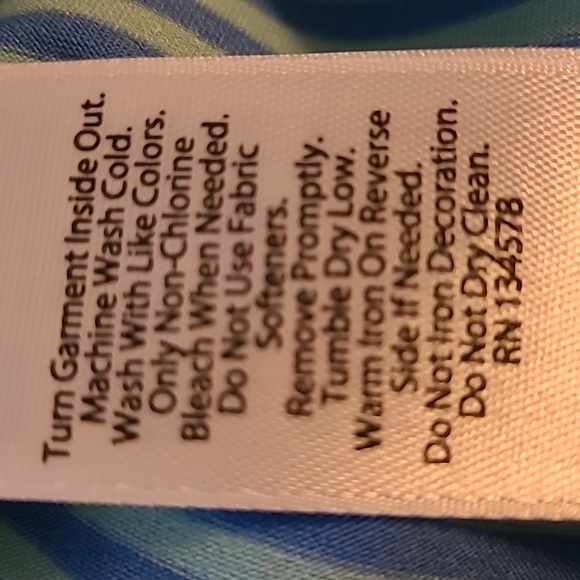 Turn Garment Inside Out.
Machine Wash Cold.
Wash With Like Colors.
Only Non-Chlorine
Bleach When Needed.
Do Not Use Fabric
Softeners.
Remove Promptly.
Tumble Dry Low.
Warm Iron On Reverse
Side If Needed.
Do Not Iron Decoration.
Do Not Dry Clean.
RN 134578